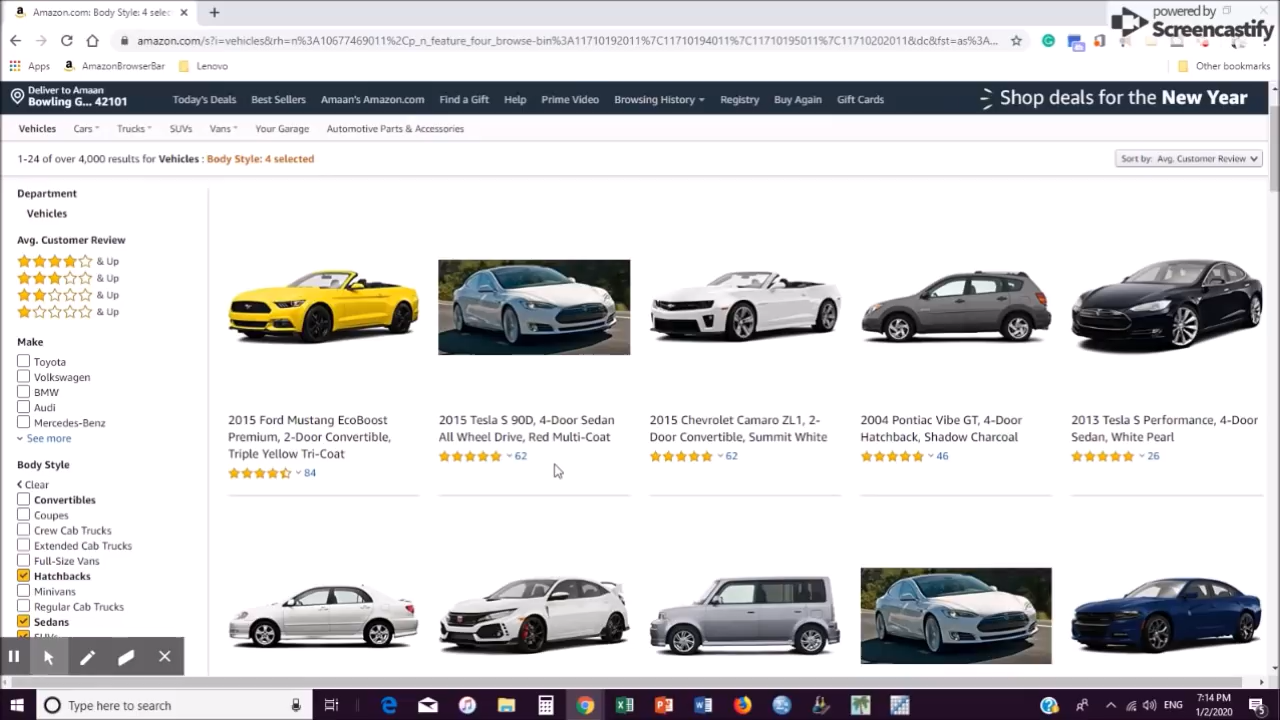 Amazon.com: Body Style: 4 selec
powered by
Screencastify
amazon.com/s?i=vehicles&rh=n%3A10677469011%2Cp_n_feature_four_browse-bin%3A11710192011%7C11710194011%7C11710195011%7C11710202011&dc&fst=as%3A...
Apps
AmazonBrowserBar
Lenovo
Other bookmarks
Deliver to Amaan
Bowling G... 42101
Today's Deals
Best Sellers
Amaan's Amazon.com
Find a Gift
Help
Prime Video
Browsing History
Registry
Buy Again
Gift Cards
Shop deals for the New Year
Vehicles
Cars
Trucks
SUVs
Vans
Your Garage
Automotive Parts & Accessories
1-24 of over 4,000 results for Vehicles : Body Style: 4 selected
Sort by: Avg. Customer Review
Department
Vehicles
Avg. Customer Review
& Up
& Up
& Up
& Up
Make
Toyota
Volkswagen
BMW
Audi
Mercedes-Benz
See more
Body Style
Clear
Convertibles
Coupes
Crew Cab Trucks
Extended Cab Trucks
Full-Size Vans
Hatchbacks
Minivans
Regular Cab Trucks
Sedans
SUVs
2015 Ford Mustang EcoBoost
Premium, 2-Door Convertible,
Triple Yellow Tri-Coat
84
2015 Tesla S 90D, 4-Door Sedan
All Wheel Drive, Red Multi-Coat
62
2015 Chevrolet Camaro ZL1, 2-
Door Convertible, Summit White
62
2004 Pontiac Vibe GT, 4-Door
Hatchback, Shadow Charcoal
46
2013 Tesla S Performance, 4-Door
Sedan, White Pearl
26
Type here to search
ENG
7:14 PM
1/2/2020
5